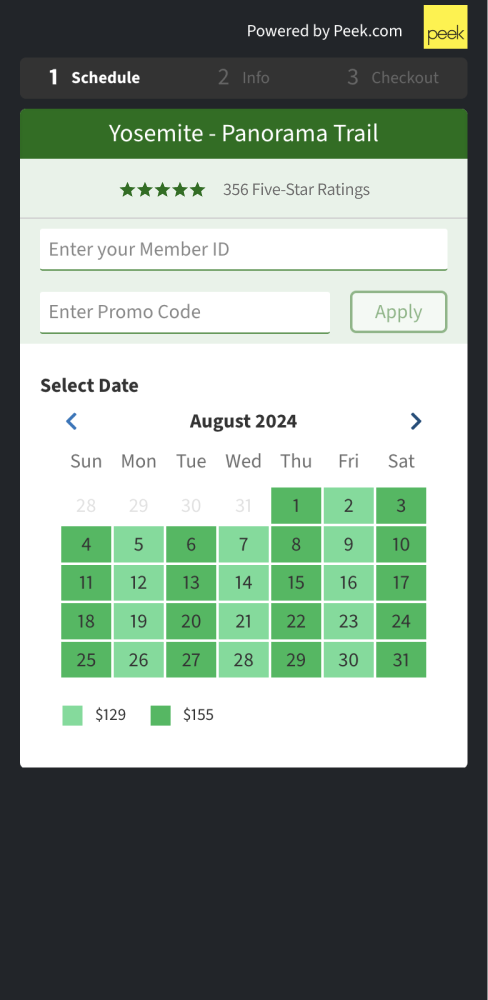 Powered by Peek.com
peek
1 Schedule 2 Info 3 Checkout
Yosemite - Panorama Trail
356 Five-Star Ratings
Enter your Member ID
Enter Promo Code Apply
Select Date
August 2024
Sun Mon Tue Wed Thu Fri Sat
28 29 30 31 1 2 3
4 5 6 7 8 9 10
11 12 13 14 15 16 17
18 19 20 21 22 23 24
25 26 27 28 29 30 31
$129 $155